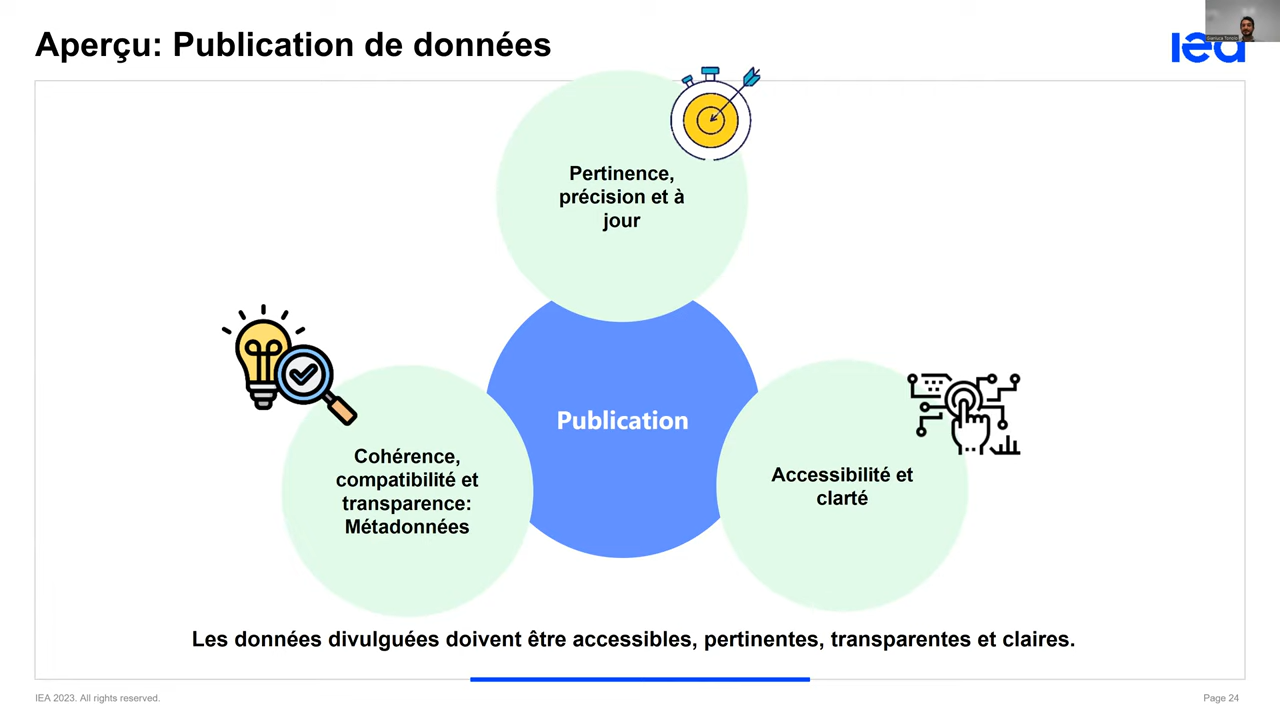 Aperçu: Publication de données
iea
Pertinence,
précision et à
jour
Publication
Cohérence,
compatibilité et
transparence:
Métadonnées
Accessibilité et
clarté
Les données divulguées doivent être accessibles, pertinentes, transparentes et claires.
IEA 2023. All rights reserved.
Page 24